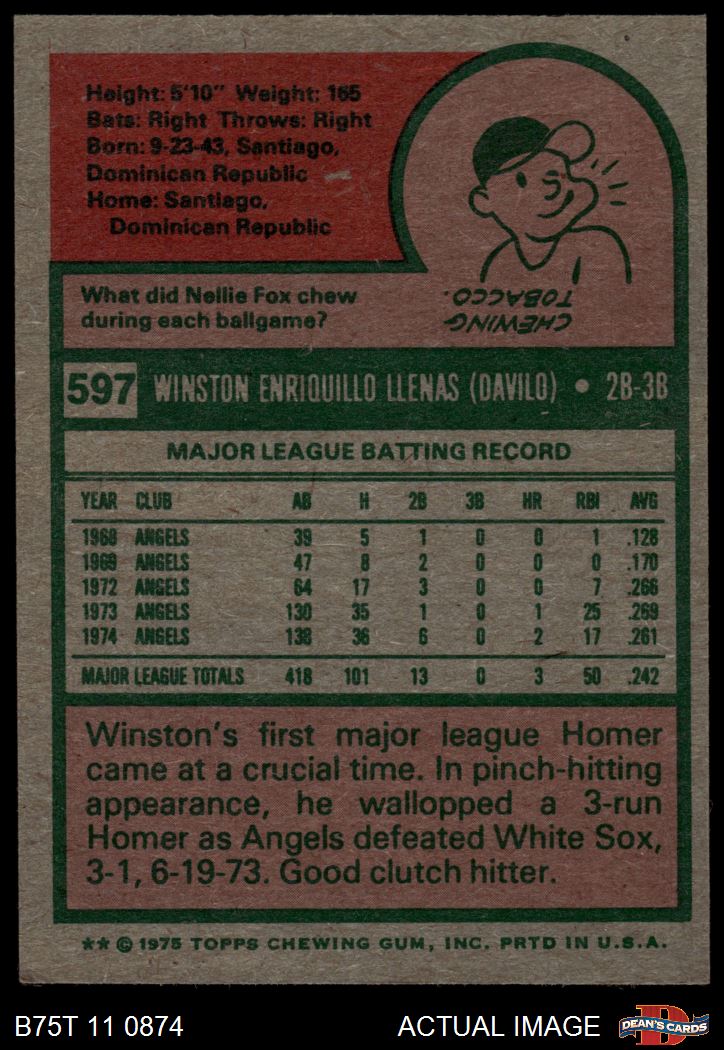 Height: 5'10" Weight: 165
Bats: Right Throws: Right
Born: 9-23-43, Santiago,
Dominican Republic
Home: Santiago,
Dominican Republic
What did Nellie Fox chew
during each ballgame?
CHEWING
TOBACCO.
597 WINSTON ENRIQUILLO LLENAS (DAVILO) • 2B-3B
MAJOR LEAGUE BATTING RECORD
YEAR CLUB AB H 2B 3B HR RBI AVG
1968 ANGELS 39 5 1 0 0 1 .128
1969 ANGELS 47 8 2 0 0 0 .170
1972 ANGELS 64 17 3 0 0 7 .266
1973 ANGELS 130 35 1 0 1 25 .269
1974 ANGELS 138 36 6 0 2 17 .261
MAJOR LEAGUE TOTALS 418 101 13 0 3 50 .242
Winston's first major league Homer
came at a crucial time. In pinch-hitting
appearance, he wallopped a 3-run
Homer as Angels defeated White Sox,
3-1, 6-19-73. Good clutch hitter.
** © 1975 TOPPS CHEWING GUM, INC. PRTD IN U.S.A.
B75T 11 0874 ACTUAL IMAGE DEAN'S CARDS